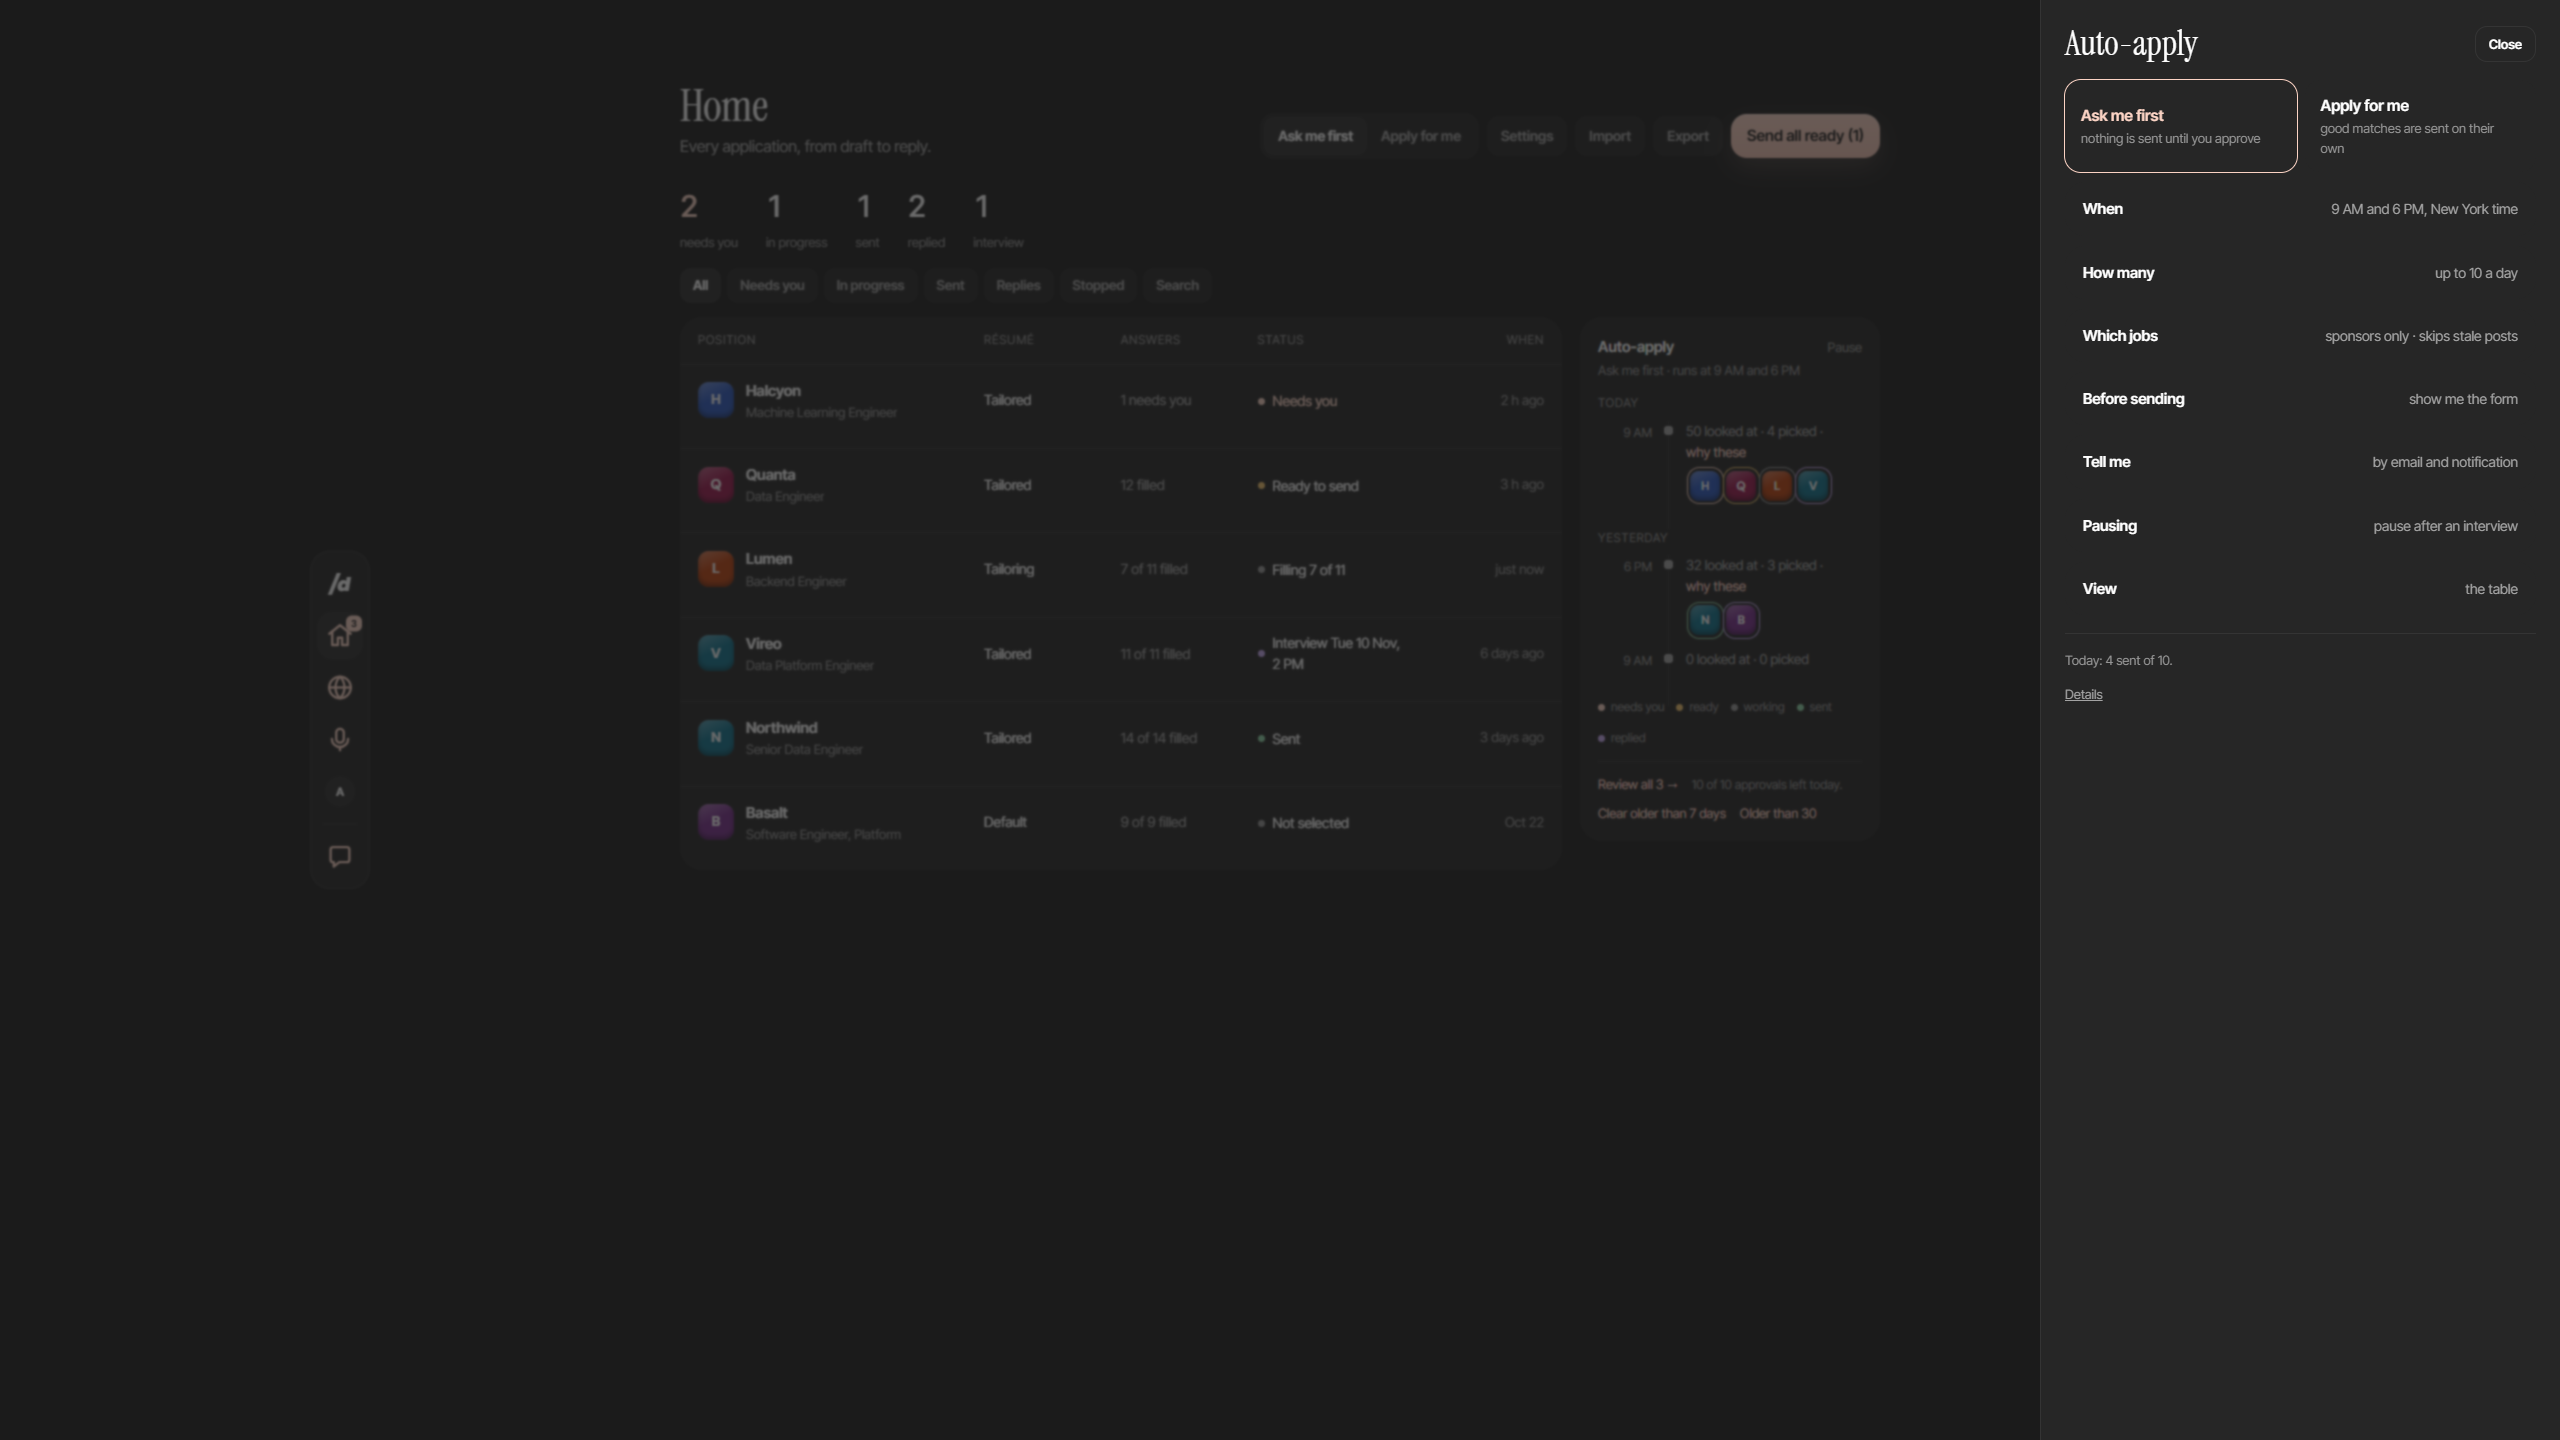 Home
Every application, from draft to reply.
Ask me first
Apply for me
Settings
Import
Export
Send all ready (1)
2
needs you
1
in progress
1
sent
2
replied
1
interview
All
Needs you
In progress
Sent
Replies
Stopped
Search
POSITION
RÉSUMÉ
ANSWERS
STATUS
WHEN
H
Halcyon
Machine Learning Engineer
Tailored
1 needs you
Needs you
2 h ago
Q
Quanta
Data Engineer
Tailored
12 filled
Ready to send
3 h ago
L
Lumen
Backend Engineer
Tailoring
7 of 11 filled
Filling 7 of 11
just now
V
Vireo
Data Platform Engineer
Tailored
11 of 11 filled
Interview Tue 10 Nov,
2 PM
6 days ago
N
Northwind
Senior Data Engineer
Tailored
14 of 14 filled
Sent
3 days ago
B
Basalt
Software Engineer, Platform
Default
9 of 9 filled
Not selected
Oct 22
Auto-apply
Pause
Ask me first · runs at 9 AM and 6 PM
TODAY
9 AM
50 looked at · 4 picked ·
why these
H
Q
L
V
YESTERDAY
6 PM
32 looked at · 3 picked ·
why these
N
B
9 AM
0 looked at · 0 picked
needs you
ready
working
sent
replied
Review all 3 →
10 of 10 approvals left today.
Clear older than 7 days
Older than 30
/d
3
A
Auto-apply
Close
Ask me first
nothing is sent until you approve
Apply for me
good matches are sent on their
own
When
9 AM and 6 PM, New York time
How many
up to 10 a day
Which jobs
sponsors only · skips stale posts
Before sending
show me the form
Tell me
by email and notification
Pausing
pause after an interview
View
the table
Today: 4 sent of 10.
Details